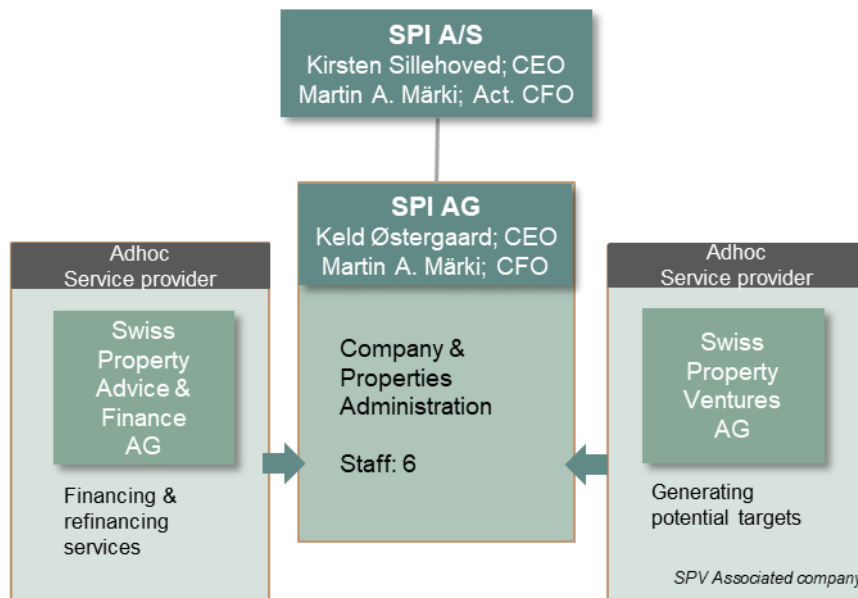 SPI A/S
Kirsten Sillehoved; CEO
Martin A. Märki; Act. CFO
SPI AG
Keld Østergaard; CEO
Martin A. Märki; CFO
Company &
Properties
Administration
Staff: 6
Adhoc
Service provider
Swiss
Property
Advice &
Finance
AG
Financing &
refinancing
services
Adhoc
Service provider
Swiss
Property
Ventures
AG
Generating
potential targets
SPV Associated company